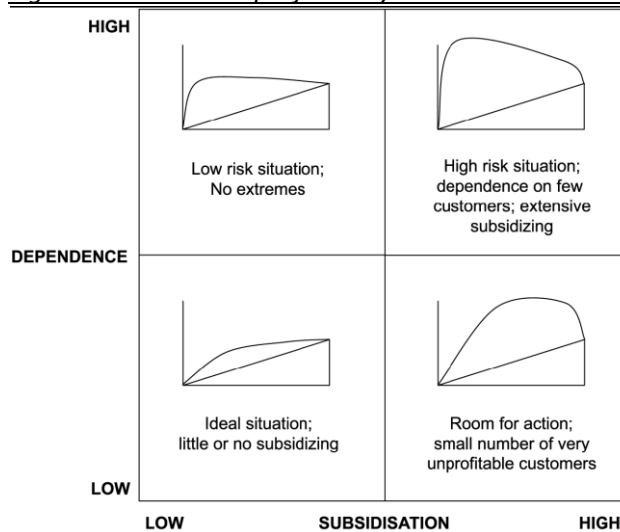 HIGH
Low risk situation;
No extremes
High risk situation;
dependence on few
customers; extensive
subsidizing
DEPENDENCE
Ideal situation;
little or no subsidizing
Room for action;
small number of very
unprofitable customers
LOW
LOW
SUBSIDISATION
HIGH